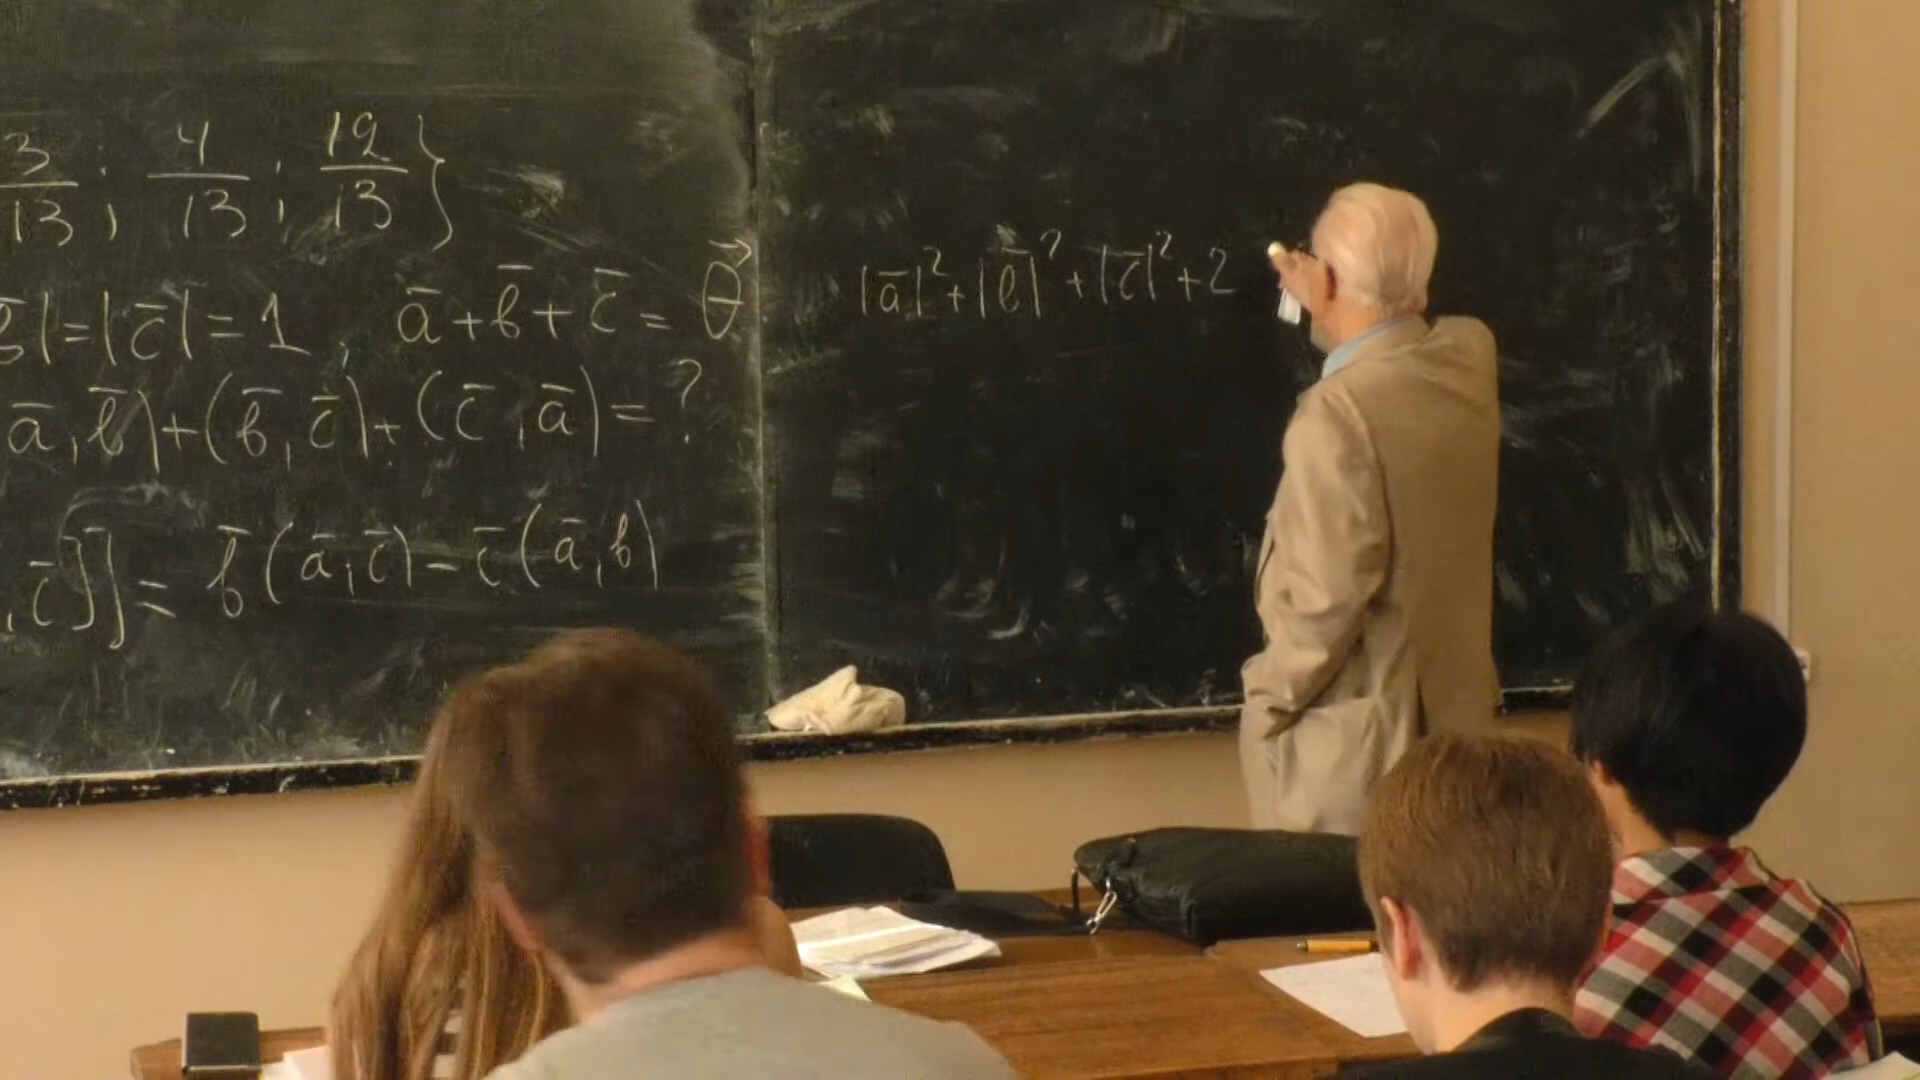 3/13 ; 4/13 ; 12/13 }
b̄| = |c̄| = 1, ā + b̄ + c̄ = θ⃗
ā, b̄) + (b̄, c̄) + (c̄, ā) = ?
, c̄]] = b̄(ā, c̄) - c̄(ā, b̄)
|ā|² + |b̄|² + |c̄|² + 2